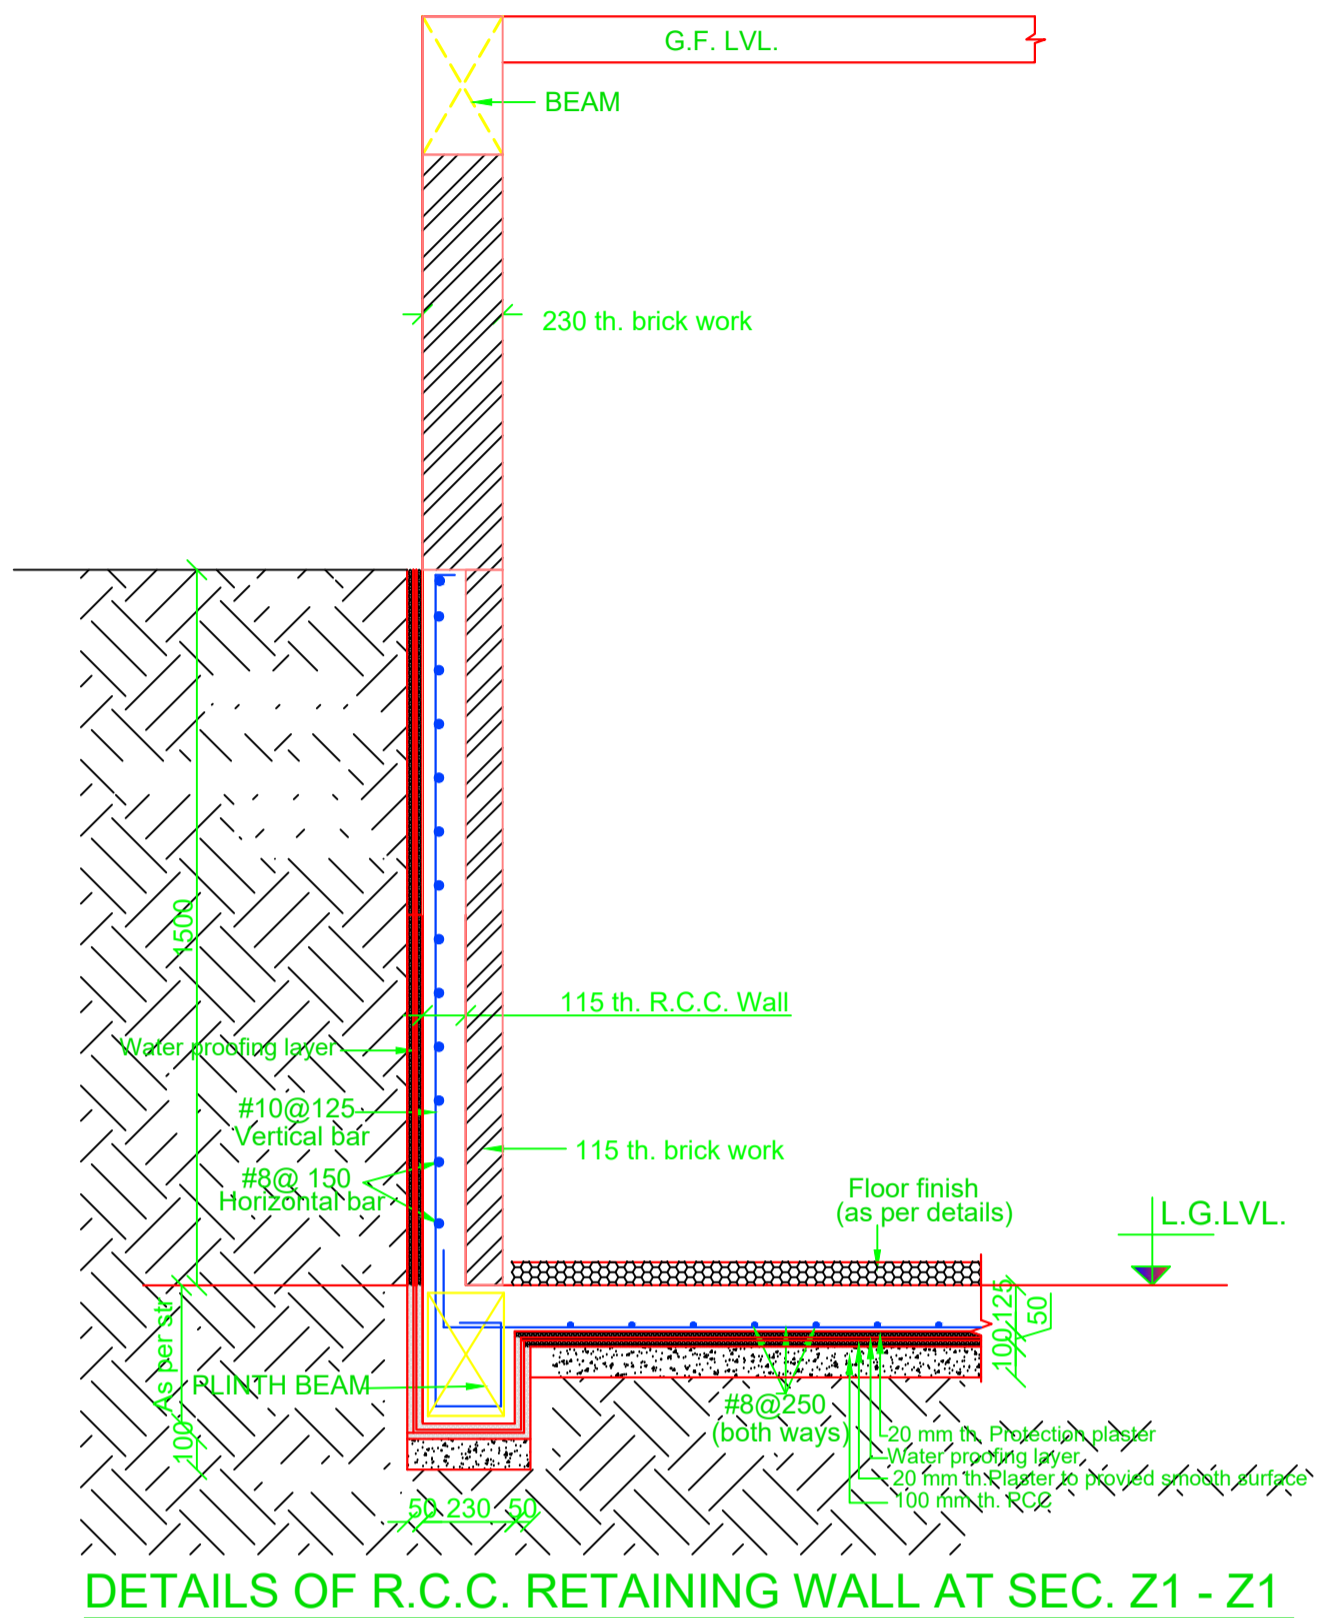 G.F. LVL.
BEAM
230 th. brick work
1500
115 th. R.C.C. Wall
Water proofing layer
#10@125
Vertical bar
115 th. brick work
#8@ 150
Horizontal bar
Floor finish
(as per details)
L.G.LVL.
125
50
100
As per str
PLINTH BEAM
#8@250
(both ways)
20 mm th. Protection plaster
Water proofing layer
20 mm th.Plaster to provied smooth surface
100 mm th. PCC
100
50 230 50
DETAILS OF R.C.C. RETAINING WALL AT SEC. Z1 - Z1